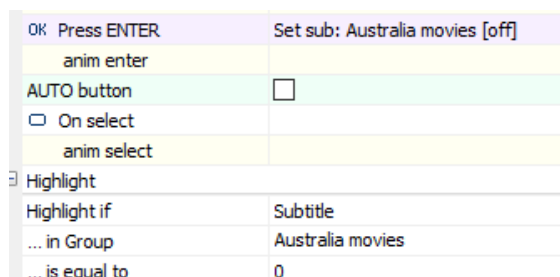 OK Press ENTER Set sub: Australia movies [off]
anim enter
AUTO button
On select
anim select
Highlight
Highlight if Subtitle
... in Group Australia movies
... is equal to 0